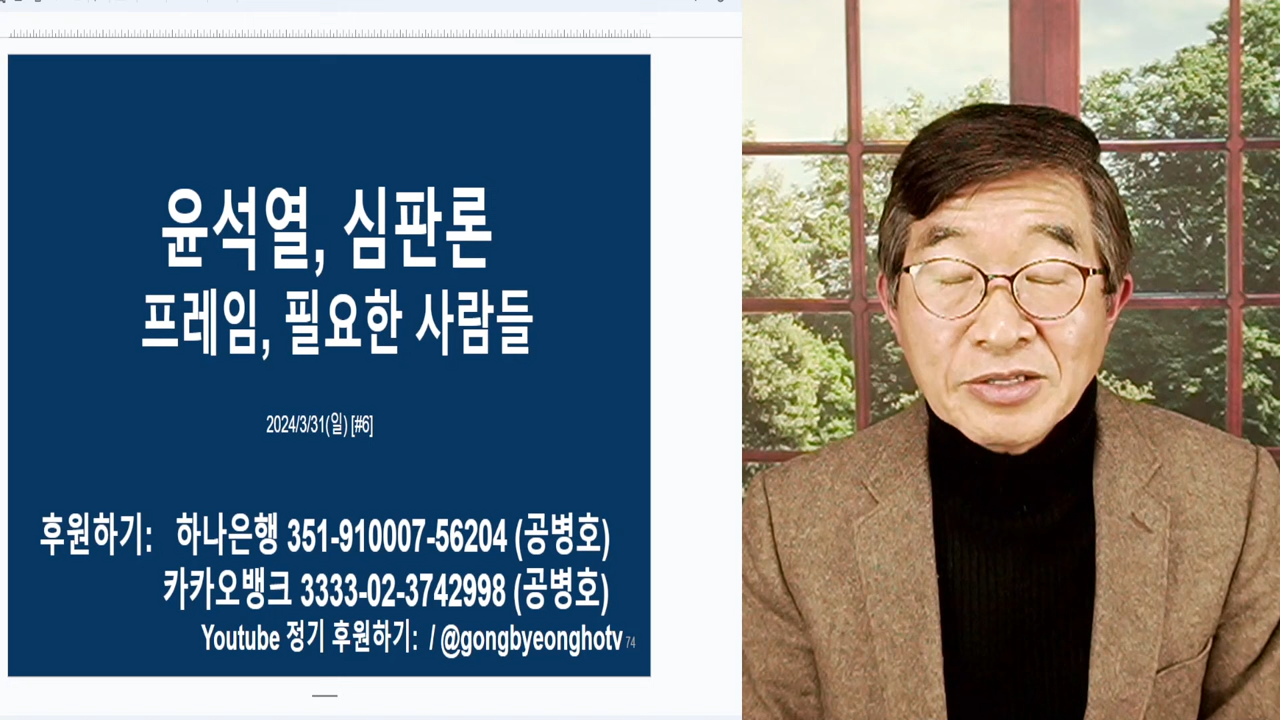 윤석열, 심판론
프레임, 필요한 사람들
2024/3/31(일) [#6]
후원하기: 하나은행 351-910007-56204 (공병호)
카카오뱅크 3333-02-3742998 (공병호)
Youtube 정기 후원하기: / @gongbyeonghotv
74